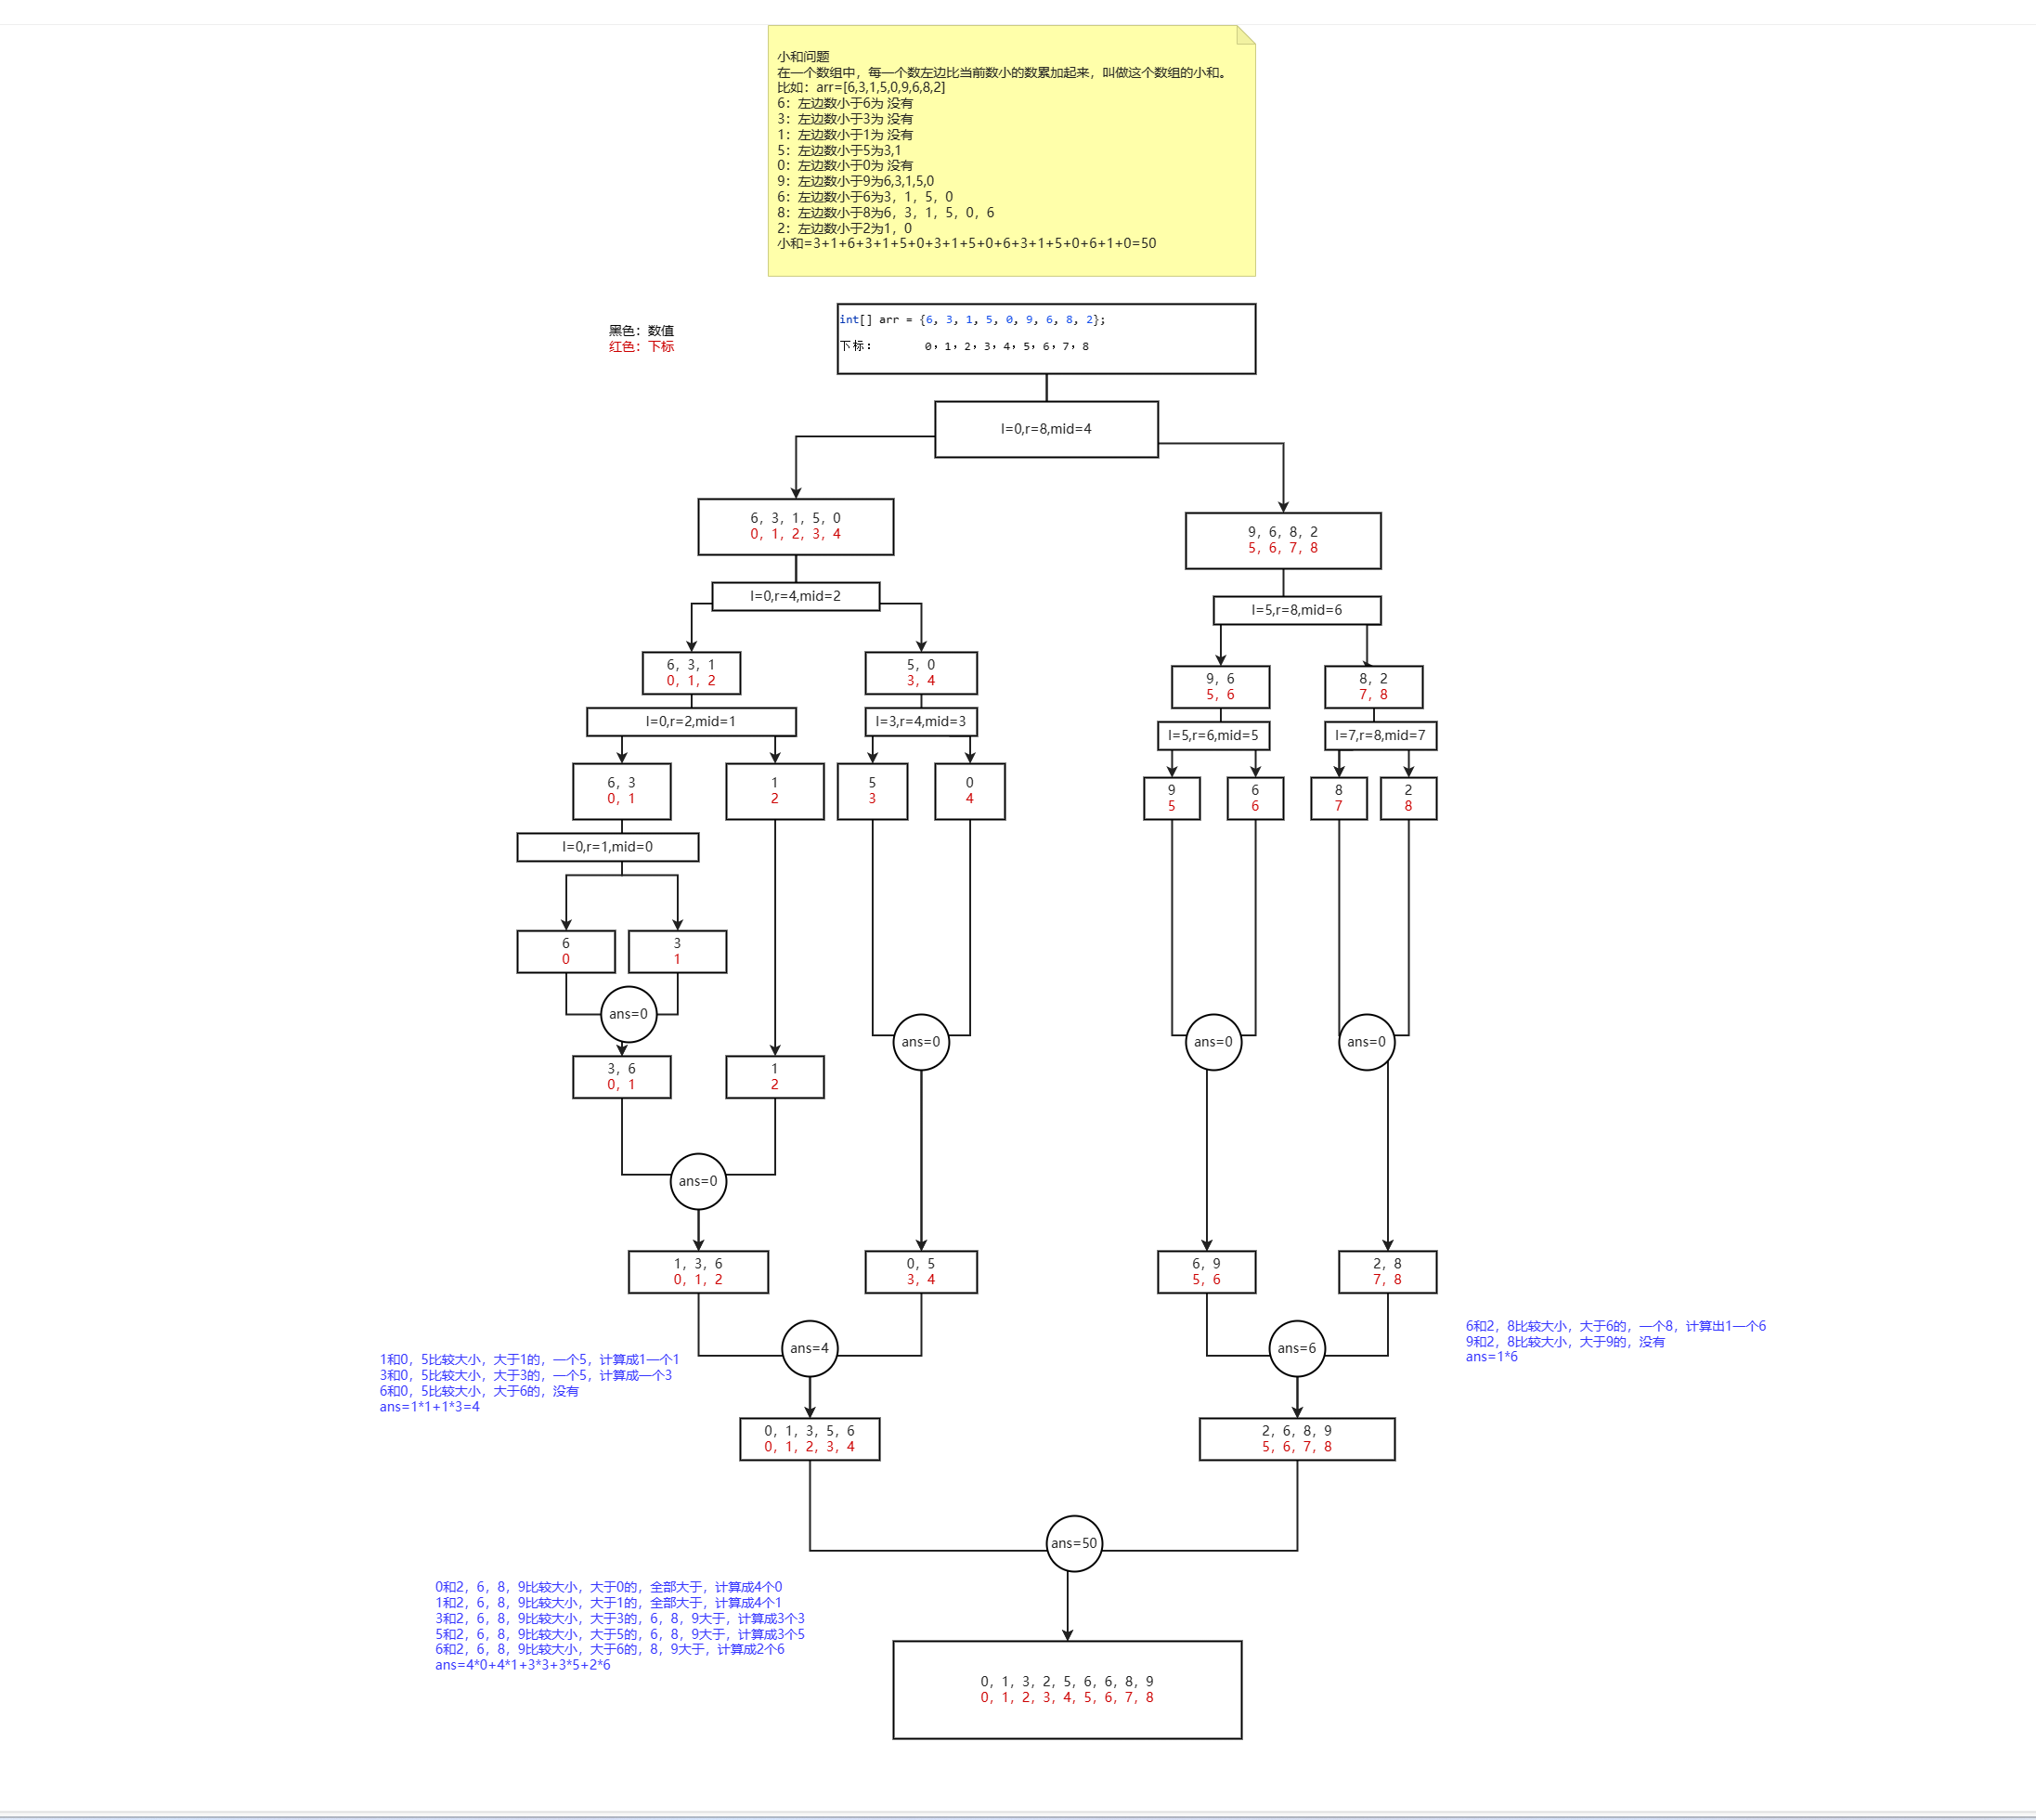 小和问题
在一个数组中，每一个数左边比当前数小的数累加起来，叫做这个数组的小和。
比如：arr=[6,3,1,5,0,9,6,8,2]
6：左边数小于6为 没有
3：左边数小于3为 没有
1：左边数小于1为 没有
5：左边数小于5为3,1
0：左边数小于0为 没有
9：左边数小于9为6,3,1,5,0
6：左边数小于6为3，1，5，0
8：左边数小于8为6，3，1，5，0，6
2：左边数小于2为1，0
小和=3+1+6+3+1+5+0+3+1+5+0+6+3+1+5+0+6+1+0=50
黑色：数值
红色：下标
int[] arr = {6, 3, 1, 5, 0, 9, 6, 8, 2};
下标： 0，1，2，3，4，5，6，7，8
l=0,r=8,mid=4
6，3，1，5，0
0，1，2，3，4
9，6，8，2
5，6，7，8
l=0,r=4,mid=2
l=5,r=8,mid=6
6，3，1
0，1，2
5，0
3，4
9，6
5，6
8，2
7，8
l=0,r=2,mid=1
l=3,r=4,mid=3
l=5,r=6,mid=5
l=7,r=8,mid=7
6，3
0，1
1
2
5
3
0
4
9
5
6
6
8
7
2
8
l=0,r=1,mid=0
6
0
3
1
ans=0
ans=0
ans=0
ans=0
3，6
0，1
1
2
ans=0
1，3，6
0，1，2
0，5
3，4
6，9
5，6
2，8
7，8
ans=4
ans=6
6和2，8比较大小，大于6的，一个8，计算出1一个6
9和2，8比较大小，大于9的，没有
ans=1*6
1和0，5比较大小，大于1的，一个5，计算成1一个1
3和0，5比较大小，大于3的，一个5，计算成一个3
6和0，5比较大小，大于6的，没有
ans=1*1+1*3=4
0，1，3，5，6
0，1，2，3，4
2，6，8，9
5，6，7，8
ans=50
0和2，6，8，9比较大小，大于0的，全部大于，计算成4个0
1和2，6，8，9比较大小，大于1的，全部大于，计算成4个1
3和2，6，8，9比较大小，大于3的，6，8，9大于，计算成3个3
5和2，6，8，9比较大小，大于5的，6，8，9大于，计算成3个5
6和2，6，8，9比较大小，大于6的，8，9大于，计算成2个6
ans=4*0+4*1+3*3+3*5+2*6
0，1，3，2，5，6，6，8，9
0，1，2，3，4，5，6，7，8